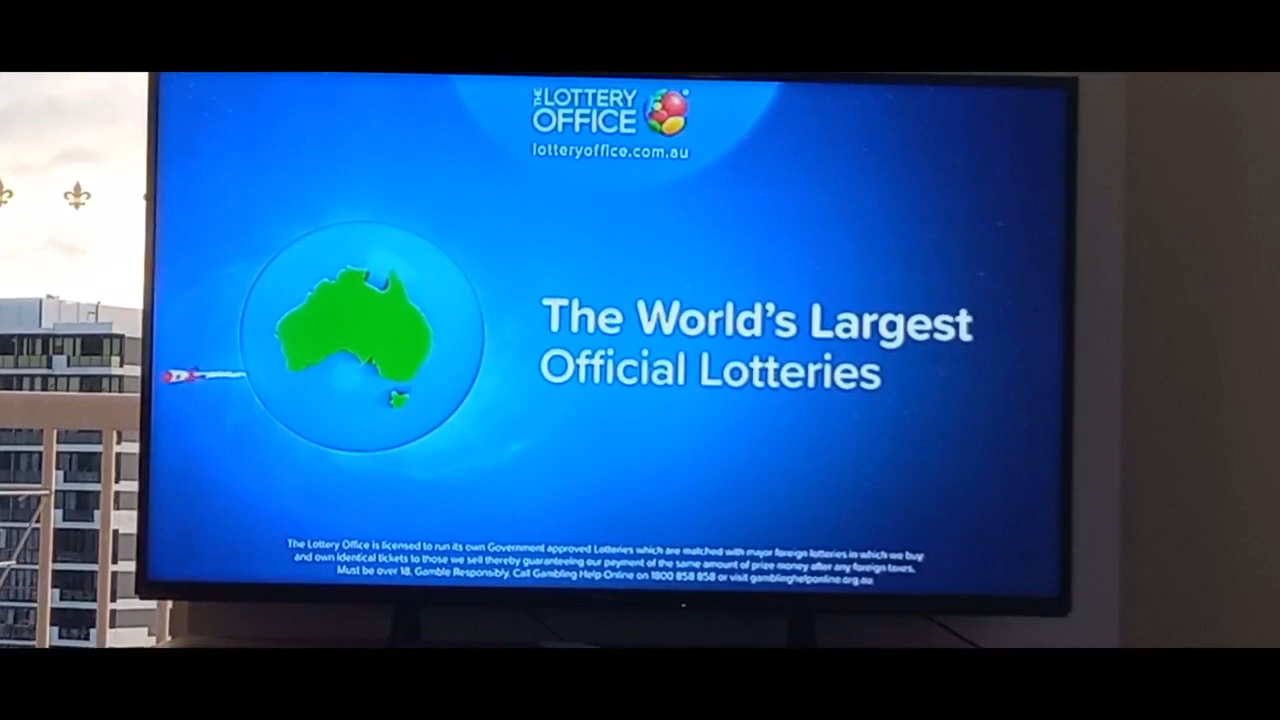 THE LOTTERY
OFFICE
lotteryoffice.com.au
The World's Largest
Official Lotteries
The Lottery Office is licensed to run its own Government approved Lotteries which are matched with major foreign lotteries in which we buy
and own identical tickets to those we sell thereby guaranteeing our payment of the same amount of prize money after any foreign taxes.
Must be over 18. Gamble Responsibly. Call Gambling Help Online on 1800 858 858 or visit gamblinghelponline.org.au